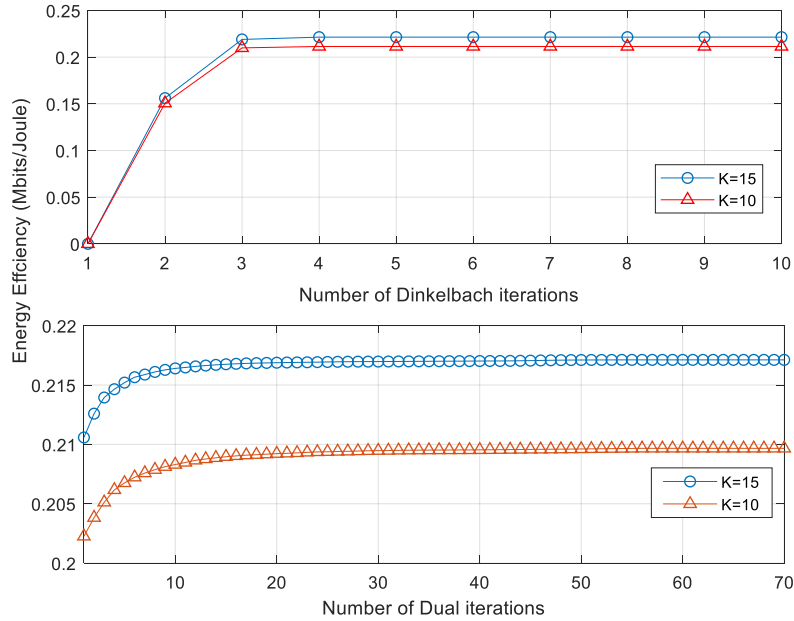 Energy Effciency (Mbits/Joule)
0.25
0.2
0.15
0.1
0.05
0
K=15
K=10
1 2 3 4 5 6 7 8 9 10
Number of Dinkelbach iterations
0.22
0.215
0.21
0.205
0.2
K=15
K=10
10 20 30 40 50 60 70
Number of Dual iterations